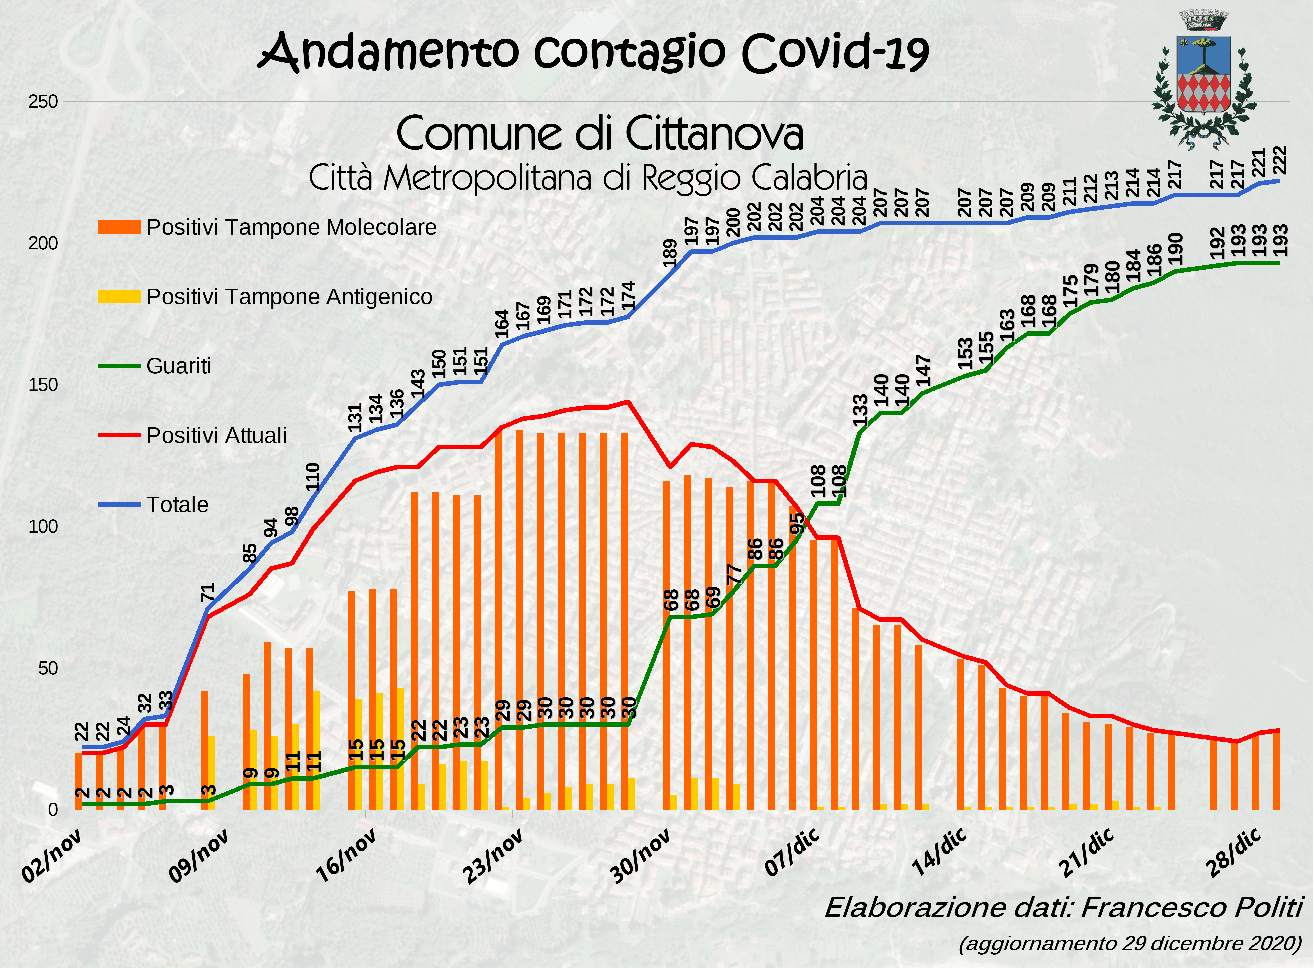 Andamento contagio Covid-19
250
Comune di Cittanova
Città Metropolitana di Reggio Calabria
Positivi Tampone Molecolare
Positivi Tampone Antigenico
Guariti
Positivi Attuali
Totale
200
150
100
50
0
22 22 24 32 33 71 85 94 98 110 131 134 136 143 150 151 151 164 167 169 171 172 172 174 189 197 197 200 202 202 202 204 204 204 207 207 207 207 207 207 209 209 211 212 213 214 214 217 217 217 221 222
2 2 2 2 3 3 9 9 11 11 15 15 15 22 22 23 23 29 29 30 30 30 30 30 68 68 69 77 86 86 95 108 108 133 140 140 147 153 155 163 168 168 175 179 180 184 186 190 192 193 193 193
02/nov 09/nov 16/nov 23/nov 30/nov 07/dic 14/dic 21/dic 28/dic
Elaborazione dati: Francesco Politi
(aggiornamento 29 dicembre 2020)